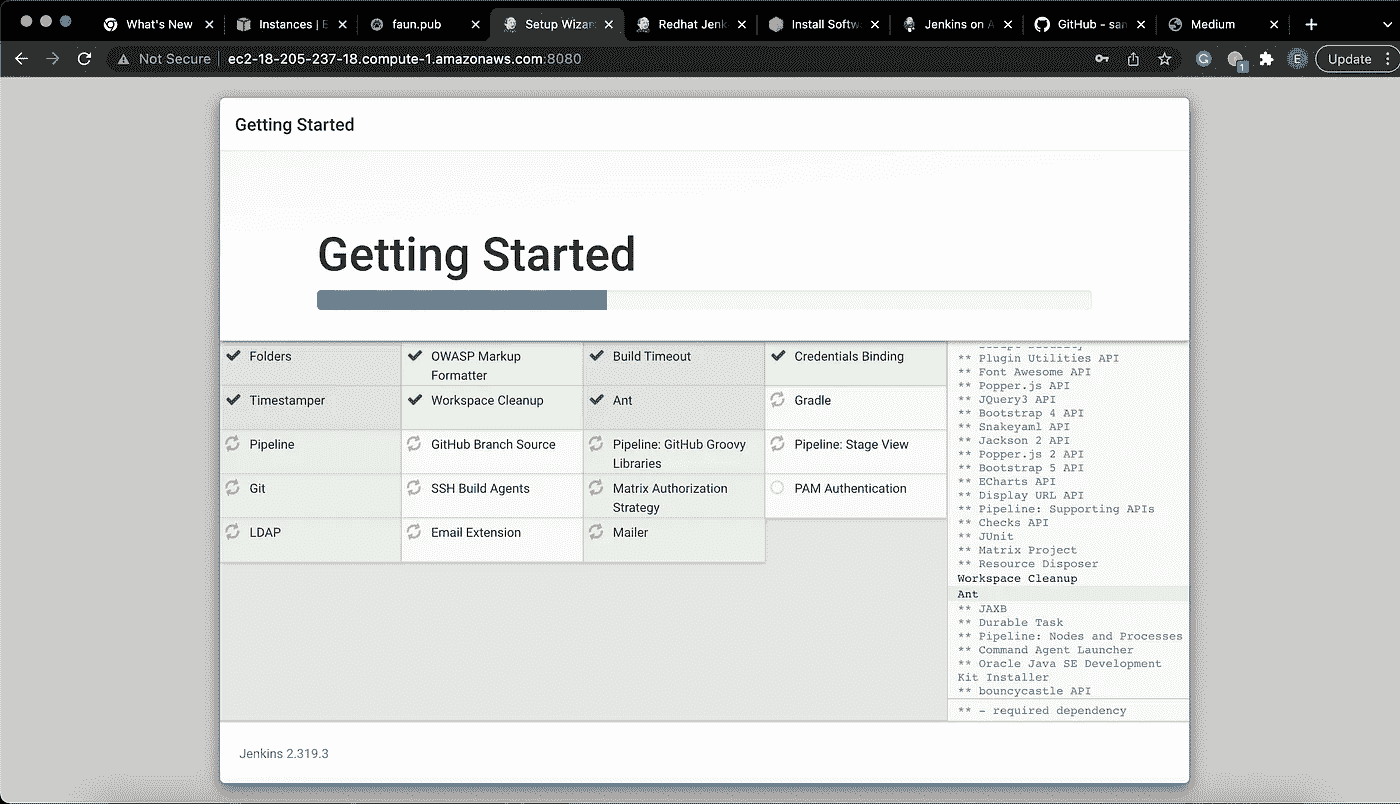 What's New
Instances | E
faun.pub
Setup Wizar
Redhat Jenk
Install Softw
Jenkins on A
GitHub - san
Medium
Not Secure
ec2-18-205-237-18.compute-1.amazonaws.com:8080
G
1
E
Update
Getting Started
Getting Started
Folders
OWASP Markup
Formatter
Build Timeout
Credentials Binding
Timestamper
Workspace Cleanup
Ant
Gradle
Pipeline
GitHub Branch Source
Pipeline: GitHub Groovy
Libraries
Pipeline: Stage View
Git
SSH Build Agents
Matrix Authorization
Strategy
PAM Authentication
LDAP
Email Extension
Mailer
** Plugin Utilities API
** Font Awesome API
** Popper.js API
** JQuery3 API
** Bootstrap 4 API
** Snakeyaml API
** Jackson 2 API
** Popper.js 2 API
** Bootstrap 5 API
** ECharts API
** Display URL API
** Pipeline: Supporting APIs
** Checks API
** JUnit
** Matrix Project
** Resource Disposer
Workspace Cleanup
Ant
** JAXB
** Durable Task
** Pipeline: Nodes and Processes
** Command Agent Launcher
** Oracle Java SE Development
Kit Installer
** bouncycastle API
** - required dependency
Jenkins 2.319.3